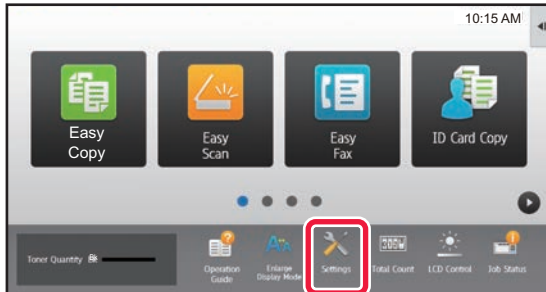 10:15 AM
Easy
Copy
Easy
Scan
Easy
Fax
ID Card Copy
Toner Quantity
Operation
Guide
Enlarge
Display Mode
Settings
Total Count
LCD Control
Job Status